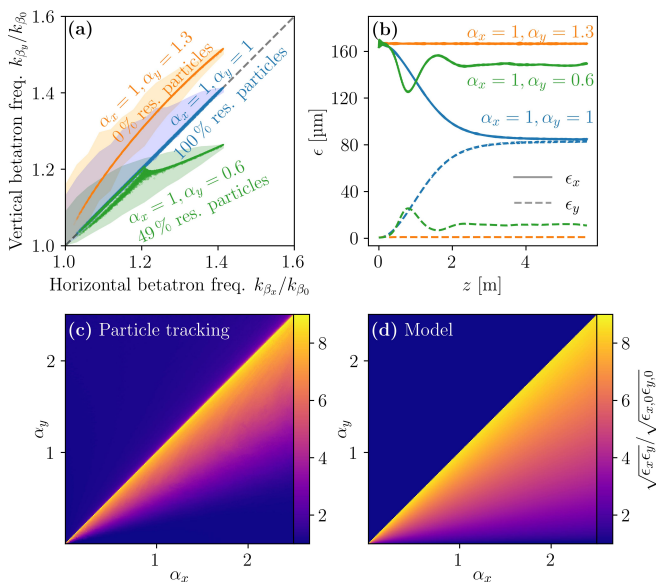 (a)
Vertical betatron freq. k_{β_y}/k_{β_0}
1.6
1.4
1.2
1.0
α_x = 1, α_y = 1.3
0 % res. particles
α_x = 1, α_y = 1
100 % res. particles
α_x = 1, α_y = 0.6
49 % res. particles
1.0 1.2 1.4 1.6
Horizontal betatron freq. k_{β_x}/k_{β_0}
(b)
ϵ [µm]
160
120
80
40
0
α_x = 1, α_y = 1.3
α_x = 1, α_y = 0.6
α_x = 1, α_y = 1
ϵ_x
ϵ_y
0 2 4
z [m]
(c) Particle tracking
α_y
2
1
1 2
α_x
8
6
4
2
(d) Model
α_y
2
1
1 2
α_x
8
6
4
2
√ϵ_xϵ_y/√ϵ_{x,0}ϵ_{y,0}